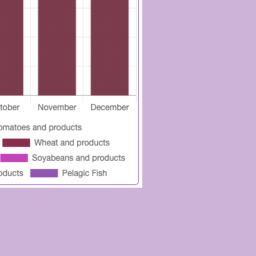 tober November December
omatoes and products
Wheat and products
Soyabeans and products
oducts Pelagic Fish